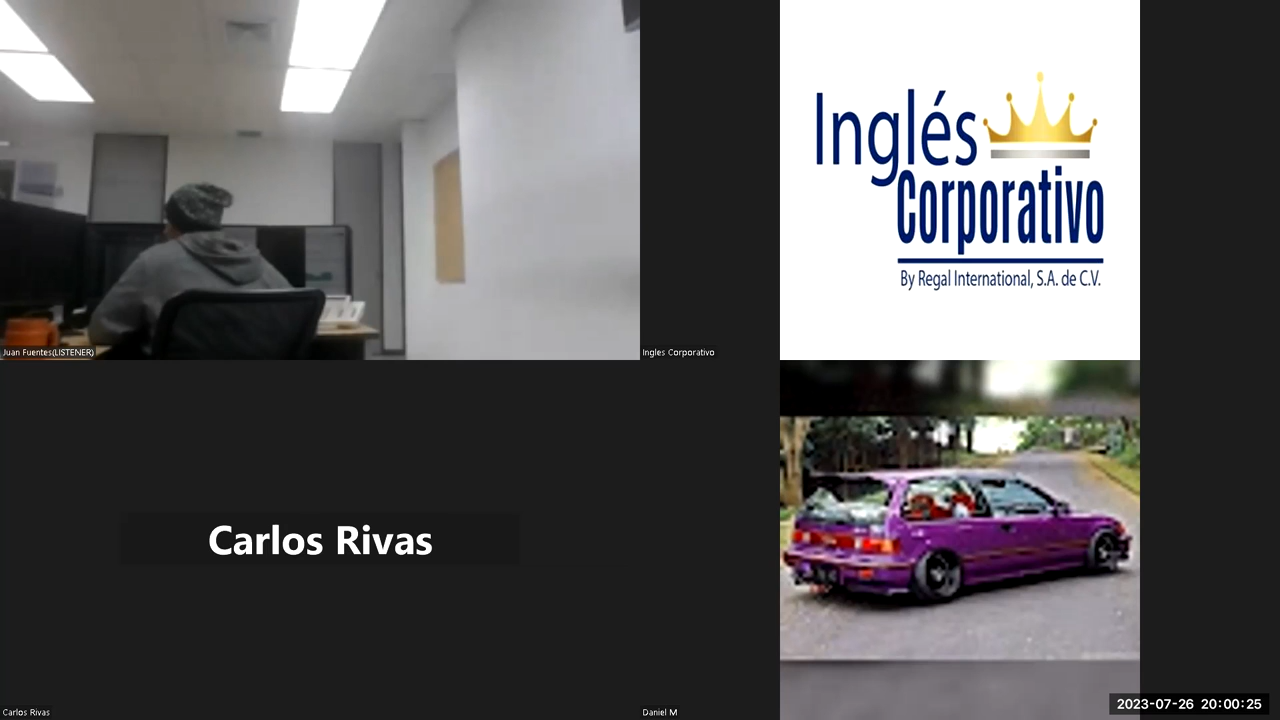 Inglés
Corporativo
By Regal International, S.A. de C.V.
Juan Fuentes(LISTENER)
Ingles Corporativo
Carlos Rivas
Carlos Rivas
Daniel M
2023-07-26 20:00:25